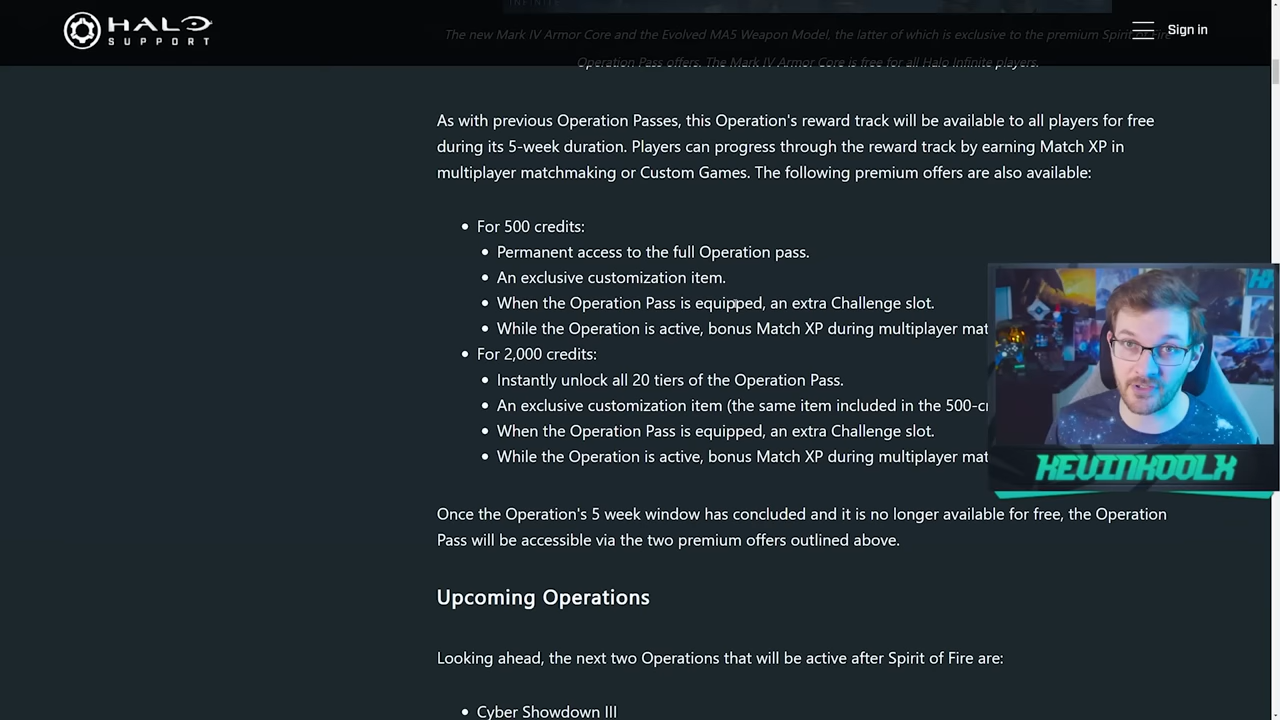 HALO
SUPPORT
Sign in
The new Mark IV Armor Core and the Evolved MA5 Weapon Model, the latter of which is exclusive to the premium Spirit of Fire
Operation Pass offers. The Mark IV Armor Core is free for all Halo Infinite players.
As with previous Operation Passes, this Operation's reward track will be available to all players for free
during its 5-week duration. Players can progress through the reward track by earning Match XP in
multiplayer matchmaking or Custom Games. The following premium offers are also available:
• For 500 credits:
• Permanent access to the full Operation pass.
• An exclusive customization item.
• When the Operation Pass is equipped, an extra Challenge slot.
• While the Operation is active, bonus Match XP during multiplayer mat
• For 2,000 credits:
• Instantly unlock all 20 tiers of the Operation Pass.
• An exclusive customization item (the same item included in the 500-cr
• When the Operation Pass is equipped, an extra Challenge slot.
• While the Operation is active, bonus Match XP during multiplayer mat
KEVINKOOLX
Once the Operation's 5 week window has concluded and it is no longer available for free, the Operation
Pass will be accessible via the two premium offers outlined above.
Upcoming Operations
Looking ahead, the next two Operations that will be active after Spirit of Fire are:
• Cyber Showdown III